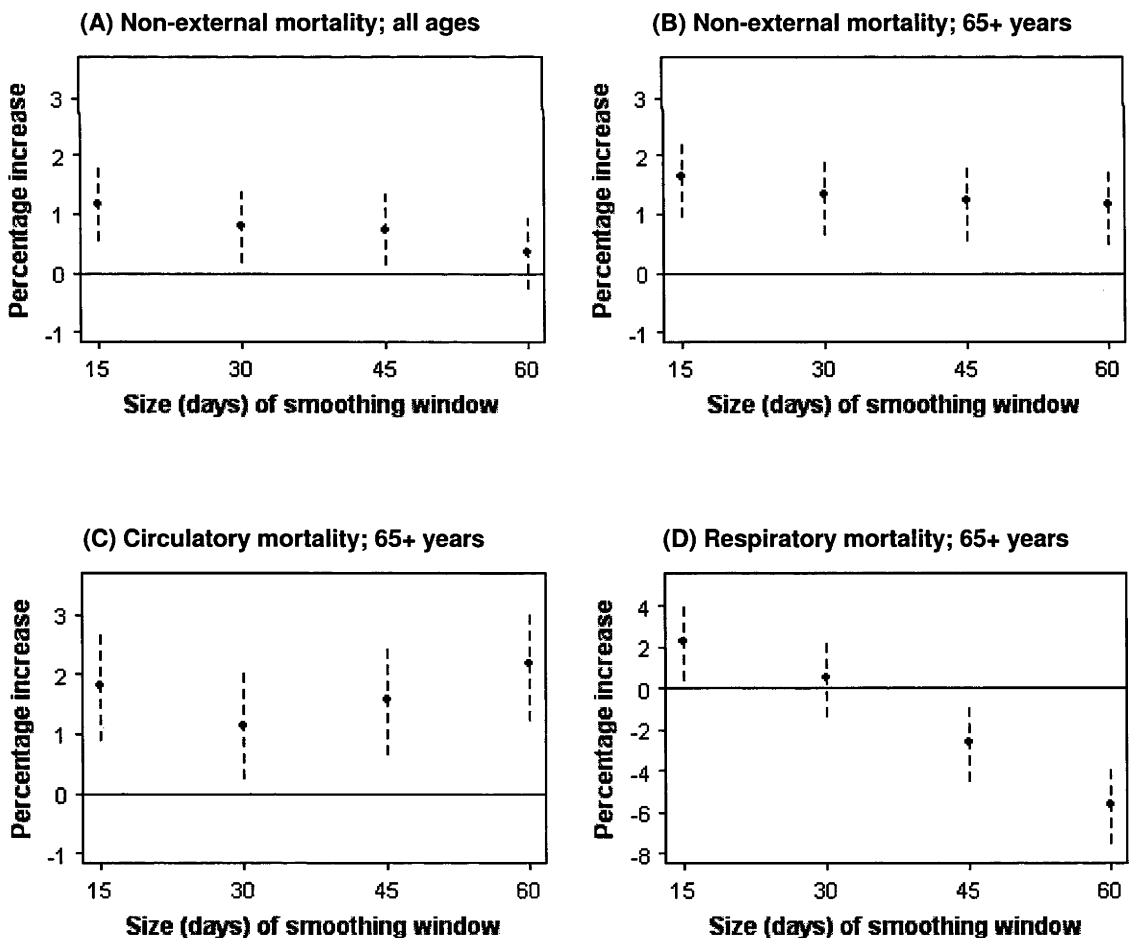 (A) Non-external mortality; all ages
Percentage increase
3
2
1
0
-1
15 30 45 60
Size (days) of smoothing window
(B) Non-external mortality; 65+ years
Percentage increase
3
2
1
0
-1
15 30 45 60
Size (days) of smoothing window
(C) Circulatory mortality; 65+ years
Percentage increase
3
2
1
0
-1
15 30 45 60
Size (days) of smoothing window
(D) Respiratory mortality; 65+ years
Percentage increase
4
2
0
-2
-4
-6
-8
15 30 45 60
Size (days) of smoothing window